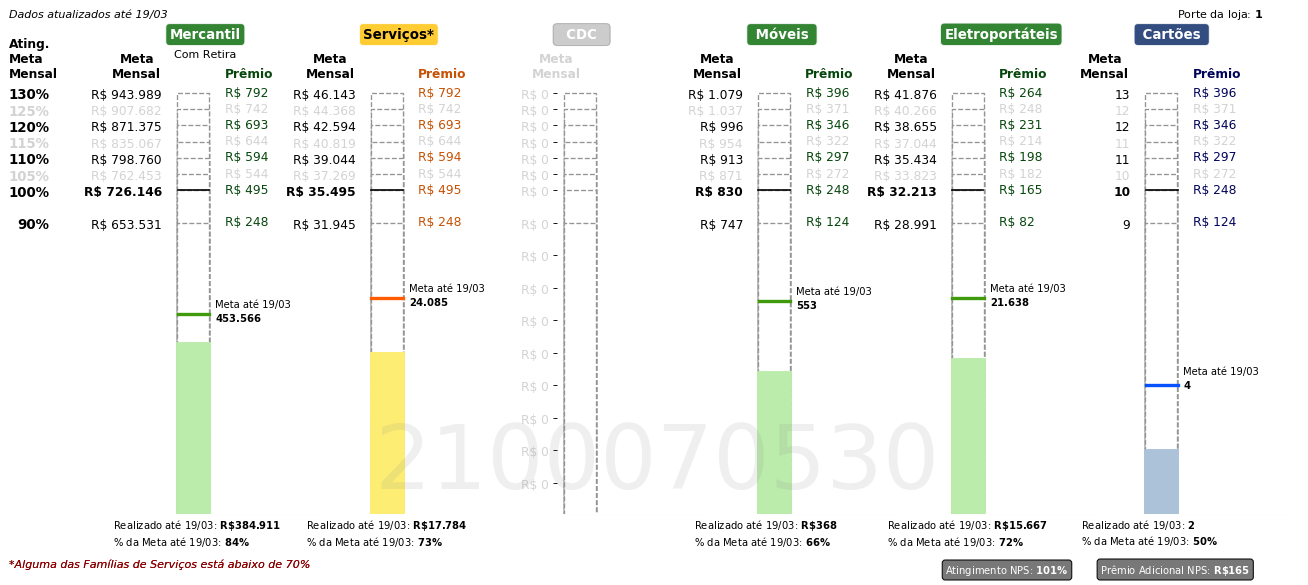 Dados atualizados até 19/03
Porte da loja: 1
Mercantil Serviços* CDC Móveis Eletroportáteis Cartões
Ating. Meta Mensal
Com Retira
Meta Mensal Prêmio Meta Mensal Prêmio Meta Mensal Meta Mensal Prêmio Meta Mensal Prêmio Meta Mensal Prêmio
130% R$ 943.989 R$ 792 R$ 46.143 R$ 792 R$ 0 R$ 1.079 R$ 396 R$ 41.876 R$ 264 13 R$ 396
125% R$ 907.682 R$ 742 R$ 44.368 R$ 742 R$ 0 R$ 1.037 R$ 371 R$ 40.266 R$ 248 12 R$ 371
120% R$ 871.375 R$ 693 R$ 42.594 R$ 693 R$ 0 R$ 996 R$ 346 R$ 38.655 R$ 231 12 R$ 346
115% R$ 835.067 R$ 644 R$ 40.819 R$ 644 R$ 0 R$ 954 R$ 322 R$ 37.044 R$ 214 11 R$ 322
110% R$ 798.760 R$ 594 R$ 39.044 R$ 594 R$ 0 R$ 913 R$ 297 R$ 35.434 R$ 198 11 R$ 297
105% R$ 762.453 R$ 544 R$ 37.269 R$ 544 R$ 0 R$ 871 R$ 272 R$ 33.823 R$ 182 10 R$ 272
100% R$ 726.146 R$ 495 R$ 35.495 R$ 495 R$ 0 R$ 830 R$ 248 R$ 32.213 R$ 165 10 R$ 248
90% R$ 653.531 R$ 248 R$ 31.945 R$ 248 R$ 0 R$ 747 R$ 124 R$ 28.991 R$ 82 9 R$ 124
R$ 0
R$ 0
R$ 0
R$ 0
R$ 0
R$ 0
R$ 0
R$ 0
Meta até 19/03
453.566
Meta até 19/03
24.085
Meta até 19/03
553
Meta até 19/03
21.638
Meta até 19/03
4
2100070530
Realizado até 19/03: R$384.911
% da Meta até 19/03: 84%
Realizado até 19/03: R$17.784
% da Meta até 19/03: 73%
Realizado até 19/03: R$368
% da Meta até 19/03: 66%
Realizado até 19/03: R$15.667
% da Meta até 19/03: 72%
Realizado até 19/03: 2
% da Meta até 19/03: 50%
*Alguma das Famílias de Serviços está abaixo de 70%
Atingimento NPS: 101%
Prêmio Adicional NPS: R$165